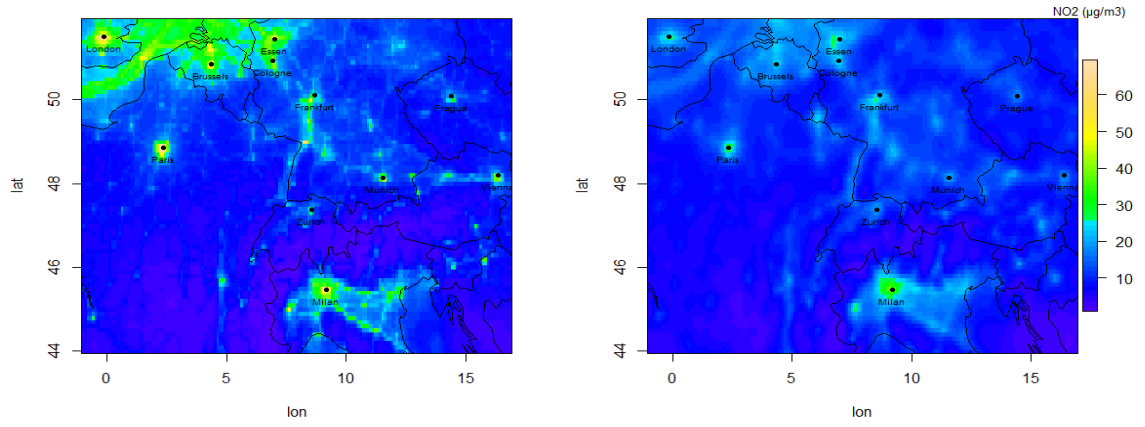 NO2 (µg/m3)
London
Essen
Brussels
Cologne
Frankfurt
Prague
Paris
Munich
Vienna
Zurich
Milan
44 46 48 50
lat
0 5 10 15
lon
London
Essen
Brussels
Cologne
Frankfurt
Prague
Paris
Munich
Vienna
Zurich
Milan
44 46 48 50
lat
0 5 10 15
lon
60
50
40
30
20
10